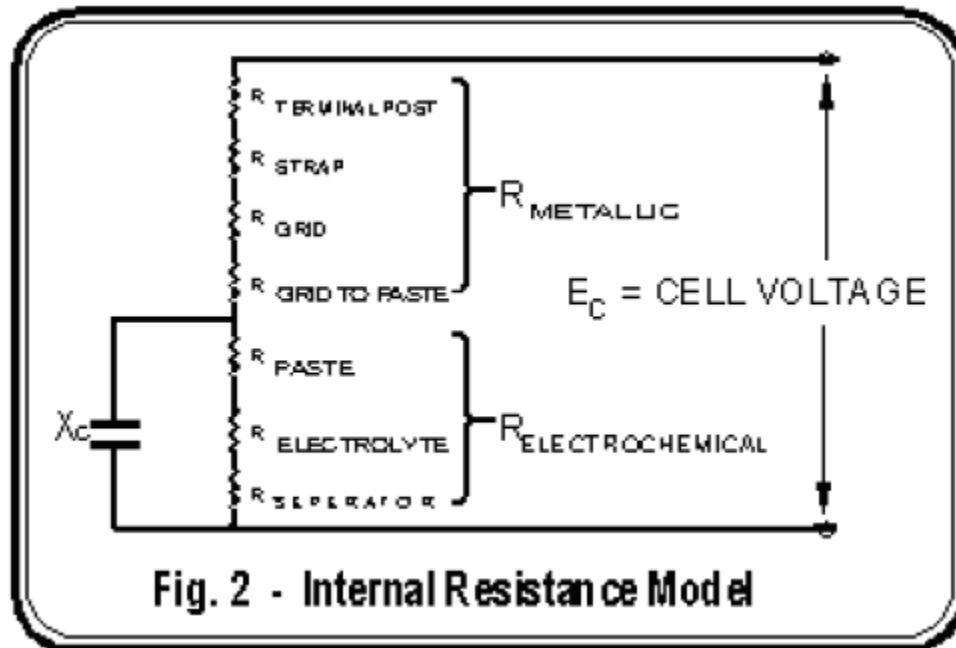 R TERMINAL POST
R STRAP
R GRID
R GRID TO PASTE
R METALLIC
E C = CELL VOLTAGE
R PASTE
Xc
R ELECTROLYTE
R ELECTROCHEMICAL
R SEPERATOR
Fig. 2 - Internal Resistance Model